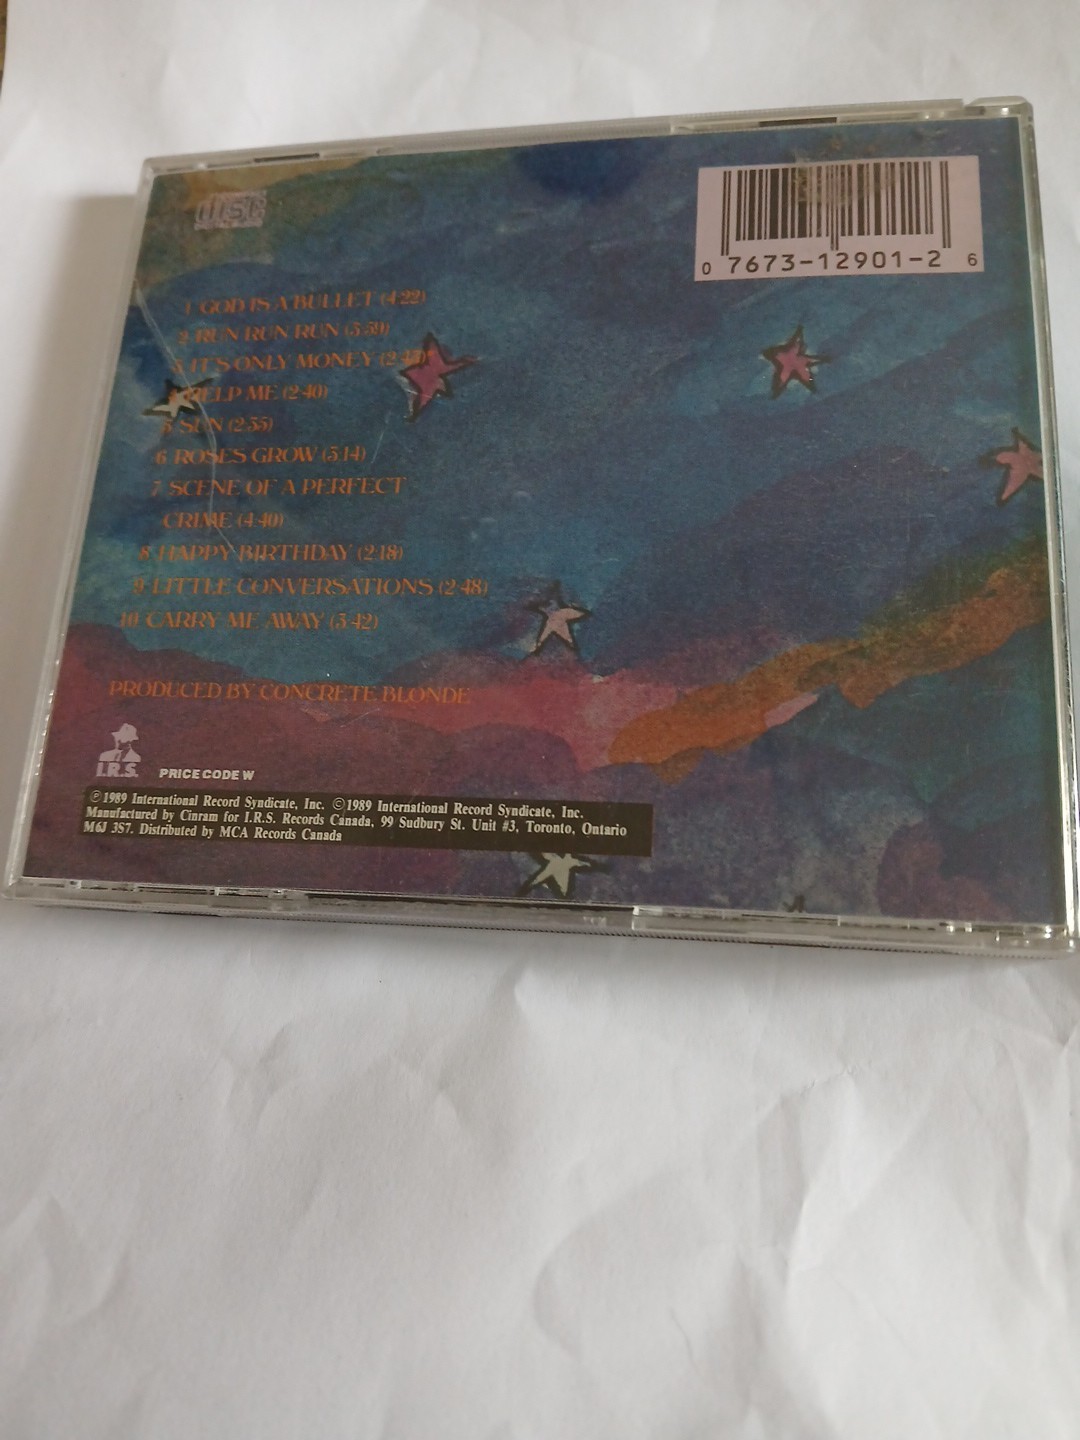 DISC
0 7673-12901-2 6
1 GOD IS A BULLET (4:22)
2 RUN RUN RUN (3:39)
3 IT'S ONLY MONEY
4 HELP ME (2:40)
5 SUN (2:33)
6 ROSES GROW (3:14)
7 SCENE OF A PERFECT
CRIME (4:40)
8 HAPPY BIRTHDAY (2:18)
9 LITTLE CONVERSATIONS (2:48)
10 CARRY ME AWAY (3:42)
PRODUCED BY CONCRETE BLONDE
I.R.S. PRICE CODE W
℗1989 International Record Syndicate, Inc. ©1989 International Record Syndicate, Inc.
Manufactured by Cinram for I.R.S. Records Canada, 99 Sudbury St. Unit #3, Toronto, Ontario
M6J 3S7. Distributed by MCA Records Canada